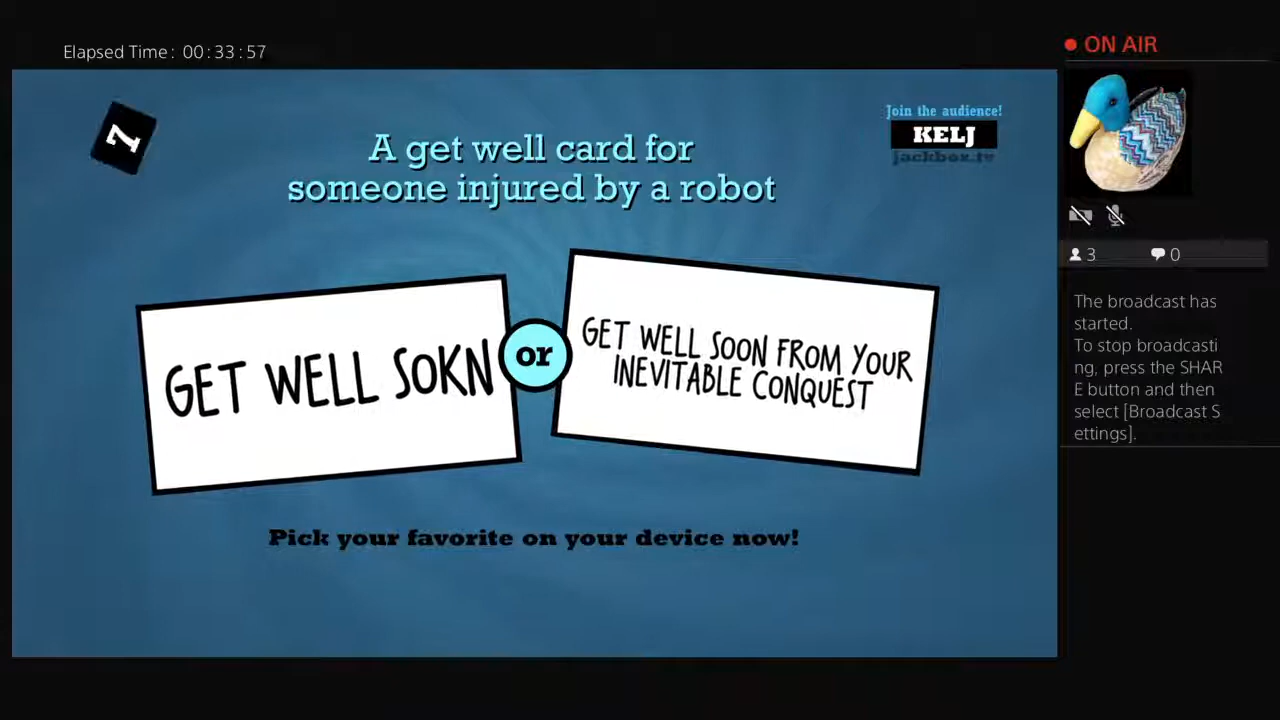 Elapsed Time: 00:33:57
ON AIR
7
Join the audience!
KELJ
jackbox.tv
A get well card for
someone injured by a robot
GET WELL SOKN
or
GET WELL SOON FROM YOUR
INEVITABLE CONQUEST
Pick your favorite on your device now!
3
0
The broadcast has
started.
To stop broadcasti
ng, press the SHAR
E button and then
select [Broadcast S
ettings].